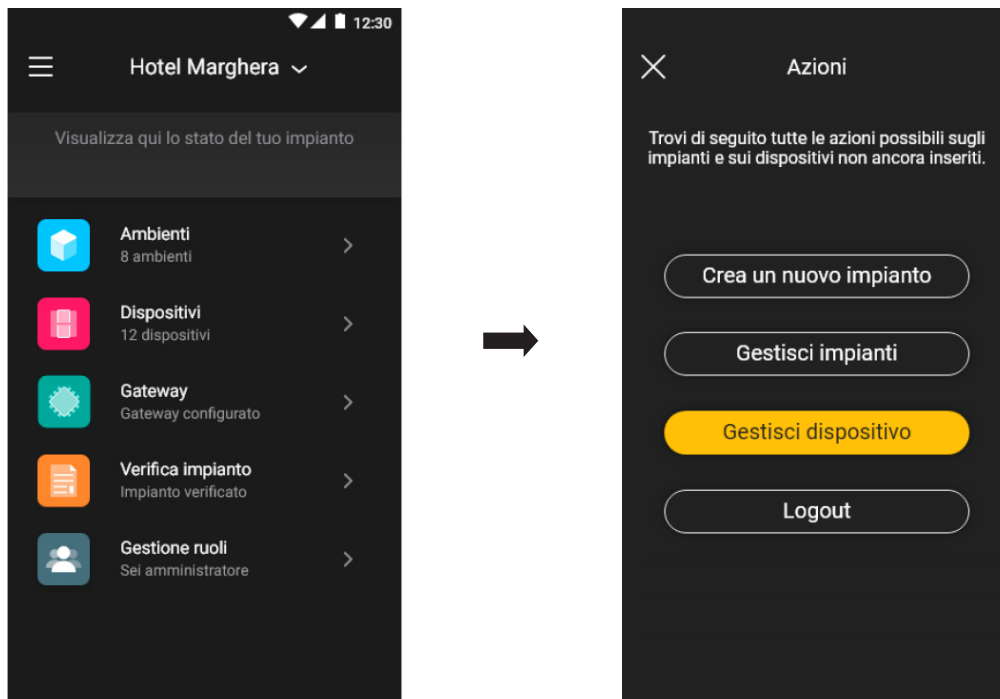 12:30
Hotel Marghera
Visualizza qui lo stato del tuo impianto
Ambienti
8 ambienti
Dispositivi
12 dispositivi
Gateway
Gateway configurato
Verifica impianto
Impianto verificato
Gestione ruoli
Sei amministratore
Azioni
Trovi di seguito tutte le azioni possibili sugli
impianti e sui dispositivi non ancora inseriti.
Crea un nuovo impianto
Gestisci impianti
Gestisci dispositivo
Logout